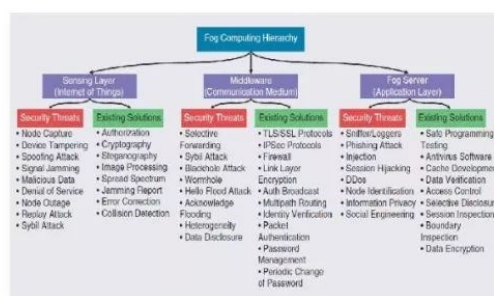 Fog Computing Hierarchy
Sensing Layer
(Internet of Things)
Middleware
(Communication Medium)
Fog Server
(Application Layer)
Security Threats
• Node Capture
• Device Tampering
• Spoofing Attack
• Signal Jamming
• Malicious Data
• Denial of Service
• Node Outage
• Replay Attack
• Sybil Attack
Existing Solutions
• Authorization
• Cryptography
• Steganography
• Image Processing
• Spread Spectrum
• Jamming Report
• Error Correction
• Collision Detection
Security Threats
• Selective
Forwarding
• Sybil Attack
• Blackhole Attack
• Wormhole
• Hello Flood Attack
• Acknowledge
Flooding
• Heterogeneity
• Data Disclosure
Existing Solutions
• TLS/SSL Protocols
• IPSec Protocols
• Firewall
• Link Layer
Encryption
• Auth Broadcast
• Multipath Routing
• Identity Verification
• Packet
Authentication
• Password
Management
• Periodic Change
of Password
Security Threats
• Sniffer/Loggers
• Phishing Attack
• Injection
• Session Hijacking
• DDos
• Node Identification
• Information Privacy
• Social Engineering
Existing Solutions
• Safe Programming
Testing
• Antivirus Software
• Cache Developmen
• Data Verification
• Access Control
• Selective Disclosur
• Session Inspection
• Boundary
Inspection
• Data Encryption